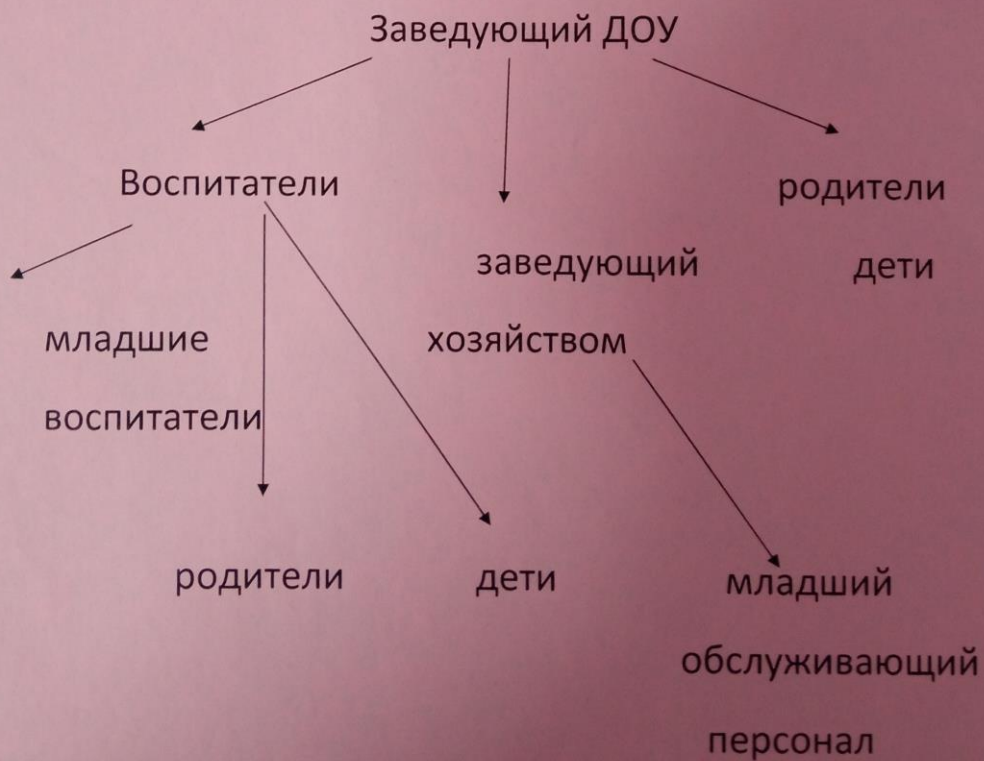 Заведующий ДОУ
Воспитатели
родители
заведующий
дети
младшие
хозяйством
воспитатели
родители
дети
младший
обслуживающий
персонал